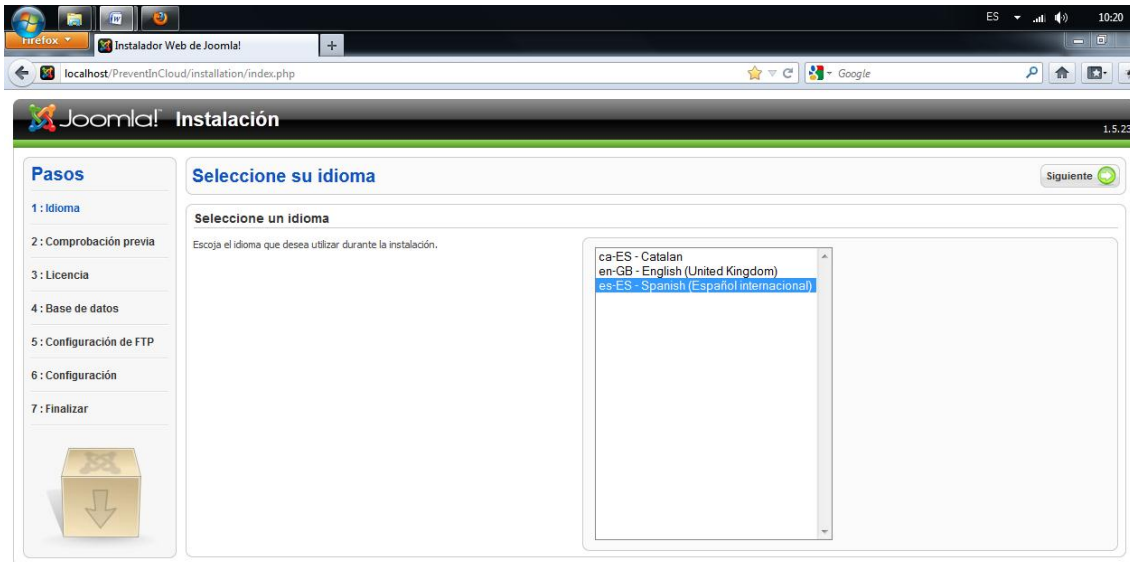 ES
10:20
Firefox
Instalador Web de Joomla!
localhost/PreventInCloud/installation/index.php
Google
Joomla!™ Instalación
1.5.23
Pasos
1 : Idioma
2 : Comprobación previa
3 : Licencia
4 : Base de datos
5 : Configuración de FTP
6 : Configuración
7 : Finalizar
Seleccione su idioma
Siguiente
Seleccione un idioma
Escoja el idioma que desea utilizar durante la instalación.
ca-ES - Catalan
en-GB - English (United Kingdom)
es-ES - Spanish (Español internacional)